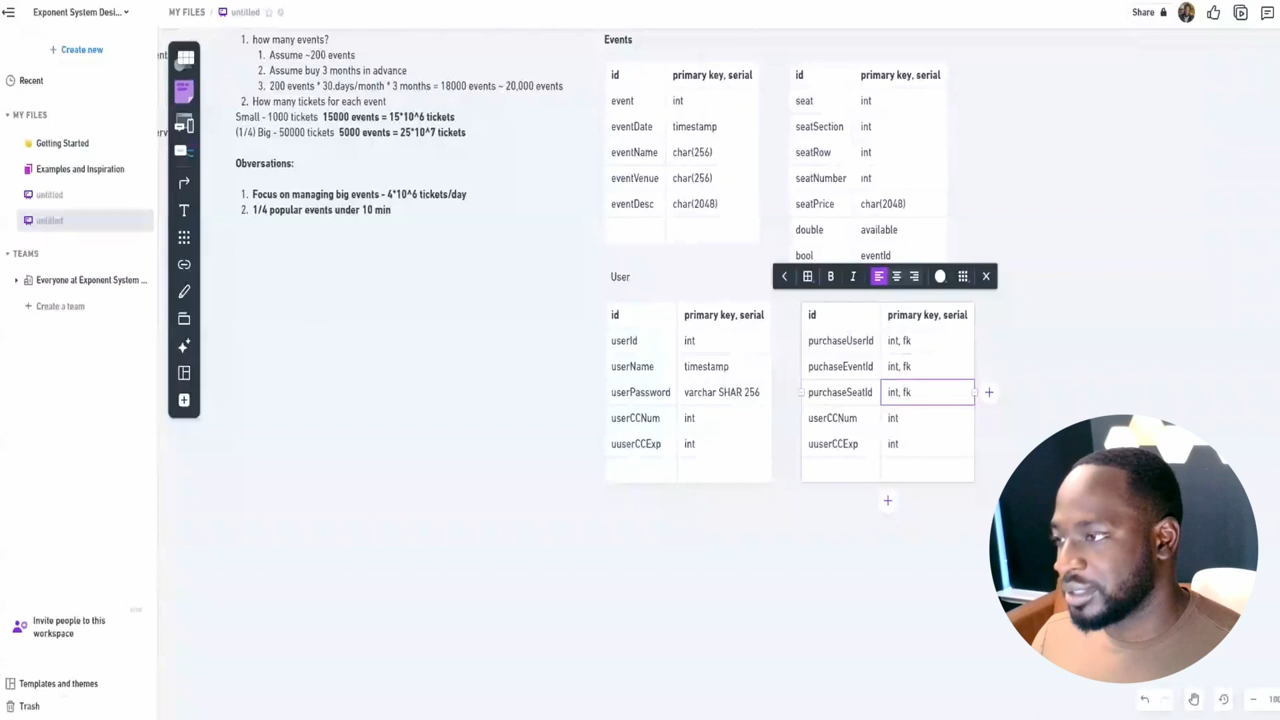 Exponent System Desi...
MY FILES / untitled
Share
+ Create new
Recent
MY FILES
Getting Started
Examples and Inspiration
untitled
untitled
TEAMS
Everyone at Exponent System ...
+ Create a team
Invite people to this
workspace
Templates and themes
Trash
1. how many events?
1. Assume ~200 events
2. Assume buy 3 months in advance
3. 200 events * 30.days/month * 3 months = 18000 events ~ 20,000 events
2. How many tickets for each event
Small - 1000 tickets 15000 events = 15*10^6 tickets
(1/4) Big - 50000 tickets 5000 events = 25*10^7 tickets
Obversations:
1. Focus on managing big events - 4*10^6 tickets/day
2. 1/4 popular events under 10 min
Events
id primary key, serial
event int
eventDate timestamp
eventName char(256)
eventVenue char(256)
eventDesc char(2048)
id primary key, serial
seat int
seatSection int
seatRow int
seatNumber int
seatPrice char(2048)
double available
bool eventId
B I
User
id primary key, serial
userId int
userName timestamp
userPassword varchar SHAR 256
userCCNum int
uuserCCExp int
id primary key, serial
purchaseUserId int, fk
puchaseEventId int, fk
purchaseSeatId int, fk
userCCNum int
uuserCCExp int